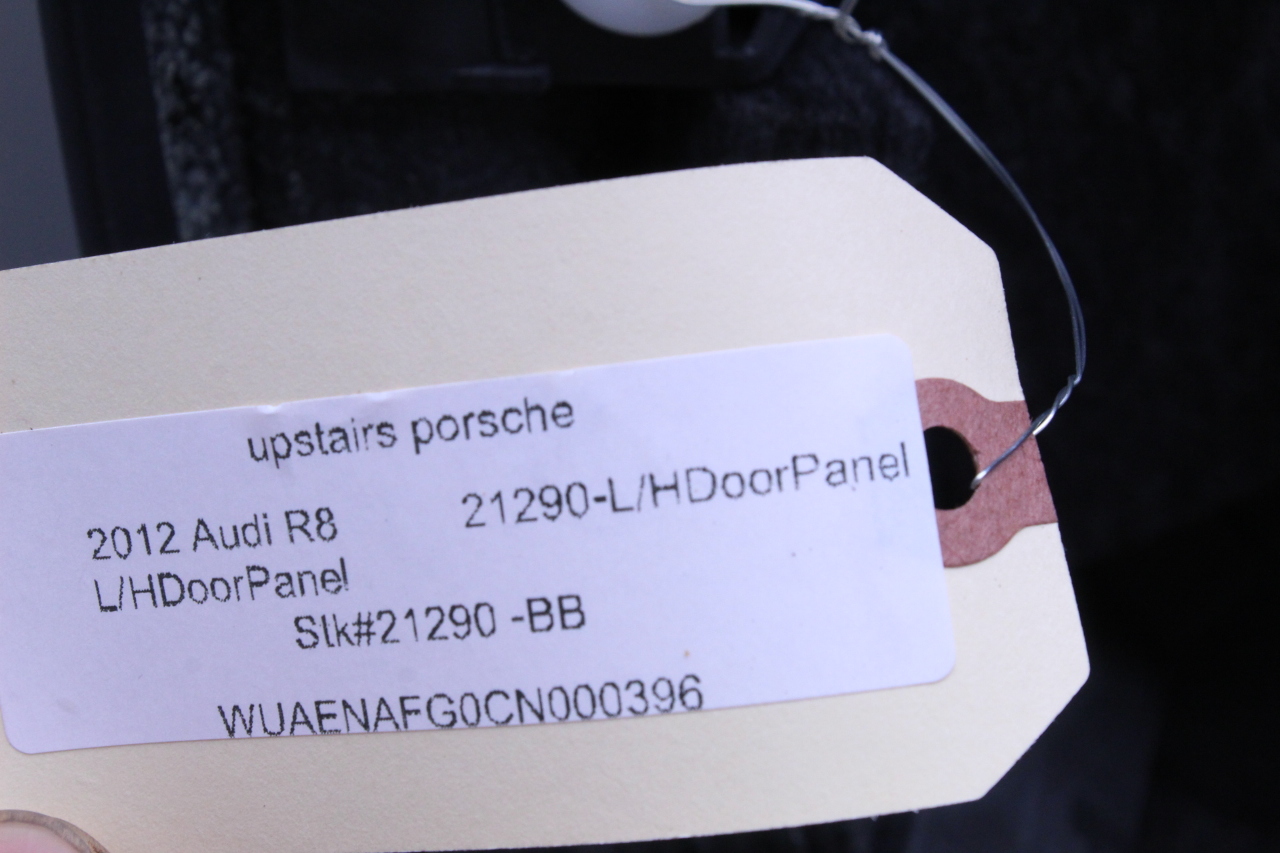 upstairs porsche
21290-L/HDoorPanel
2012 Audi R8
L/HDoorPanel
Stk#21290 -BB
WUAENAFG0CN000396